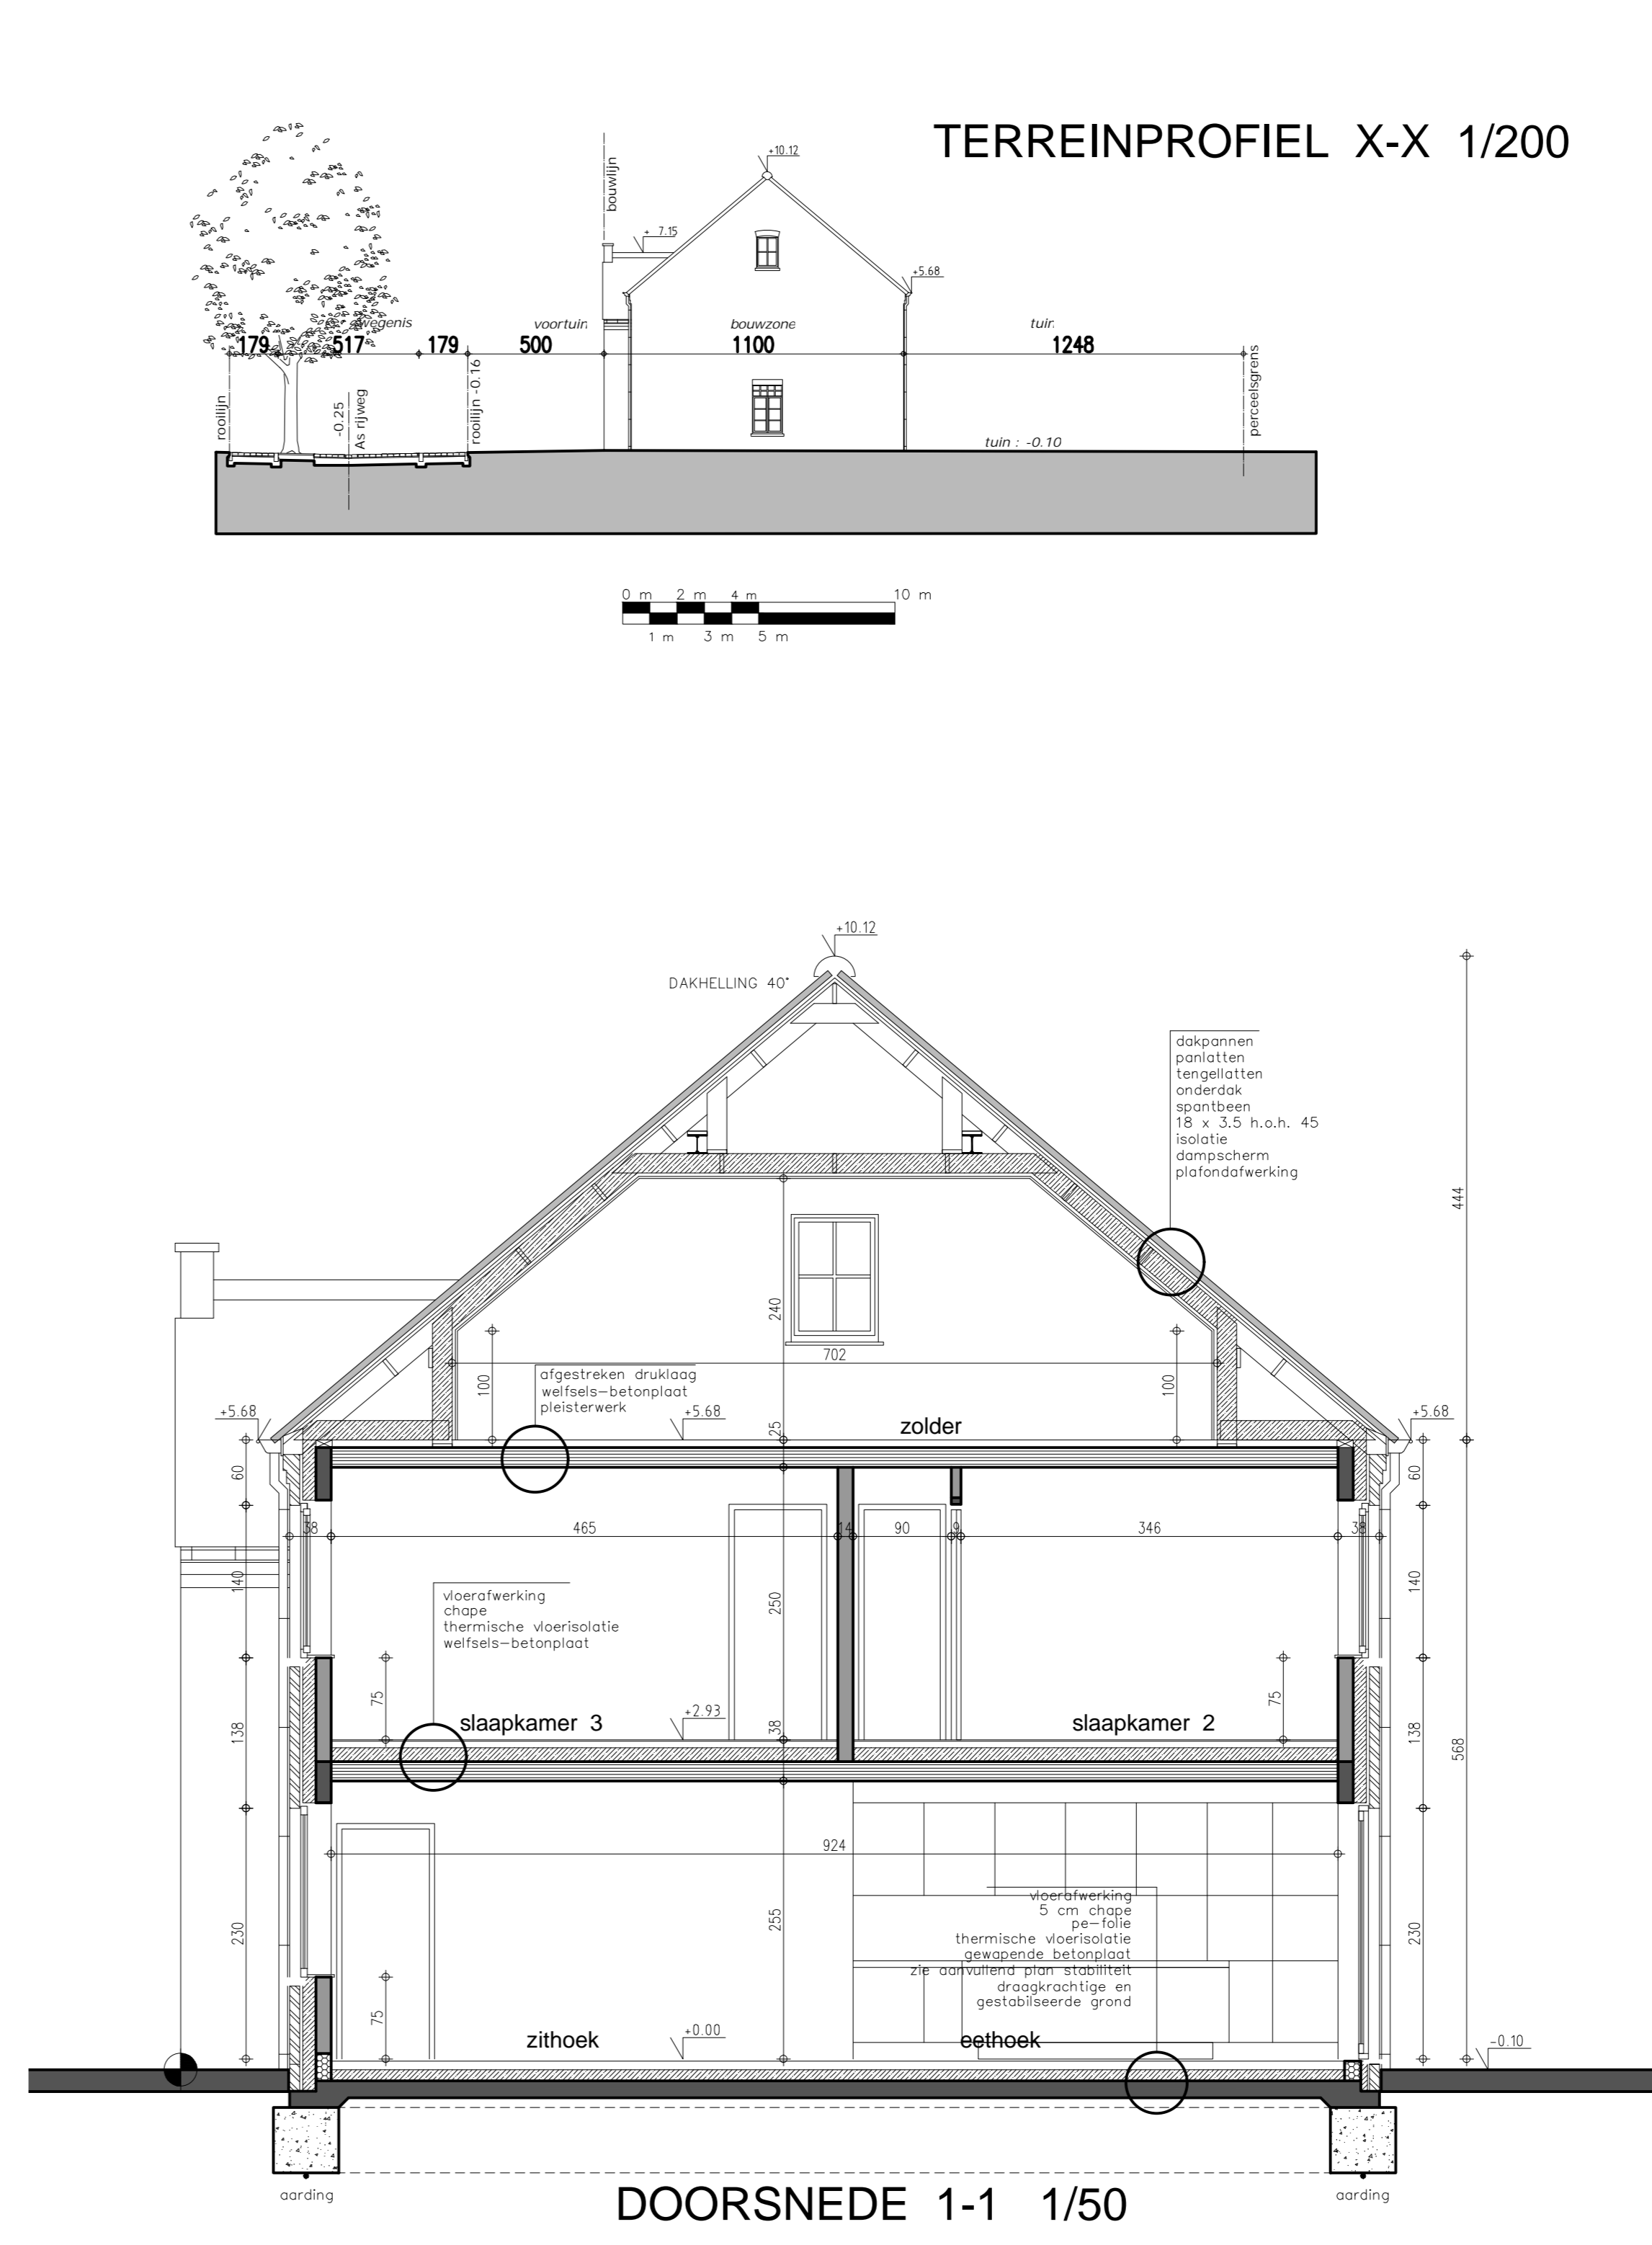 TERREINPROFIEL X-X 1/200
+10.12
bouwlijn
+ 7.15
+5.68
wegenis
voortuin
bouwzone
tuin
179
517
179
500
1100
1248
rooilijn
-0.25
As rijweg
rooilijn -0.16
perceelsgrens
tuin : -0.10
0 m 2 m 4 m 10 m
1 m 3 m 5 m
+10.12
DAKHELLING 40°
dakpannen
panlatten
tengellatten
onderdak
spantbeen
18 x 3.5 h.o.h. 45
isolatie
dampscherm
plafondafwerking
444
240
702
100
100
afgestreken druklaag
welfsels-betonplaat
pleisterwerk
+5.68
+5.68
+5.68
25
zolder
60
60
38
465
14
90
9
346
38
140
140
250
vloerafwerking
chape
thermische vloerisolatie
welfsels-betonplaat
75
75
+2.93
38
slaapkamer 3
slaapkamer 2
138
138
568
924
vloerafwerking
5 cm chape
pe-folie
thermische vloerisolatie
gewapende betonplaat
zie aanvullend plan stabiliteit
draagkrachtige en
gestabilseerde grond
230
255
230
75
zithoek
+0.00
eethoek
-0.10
aarding
aarding
DOORSNEDE 1-1 1/50